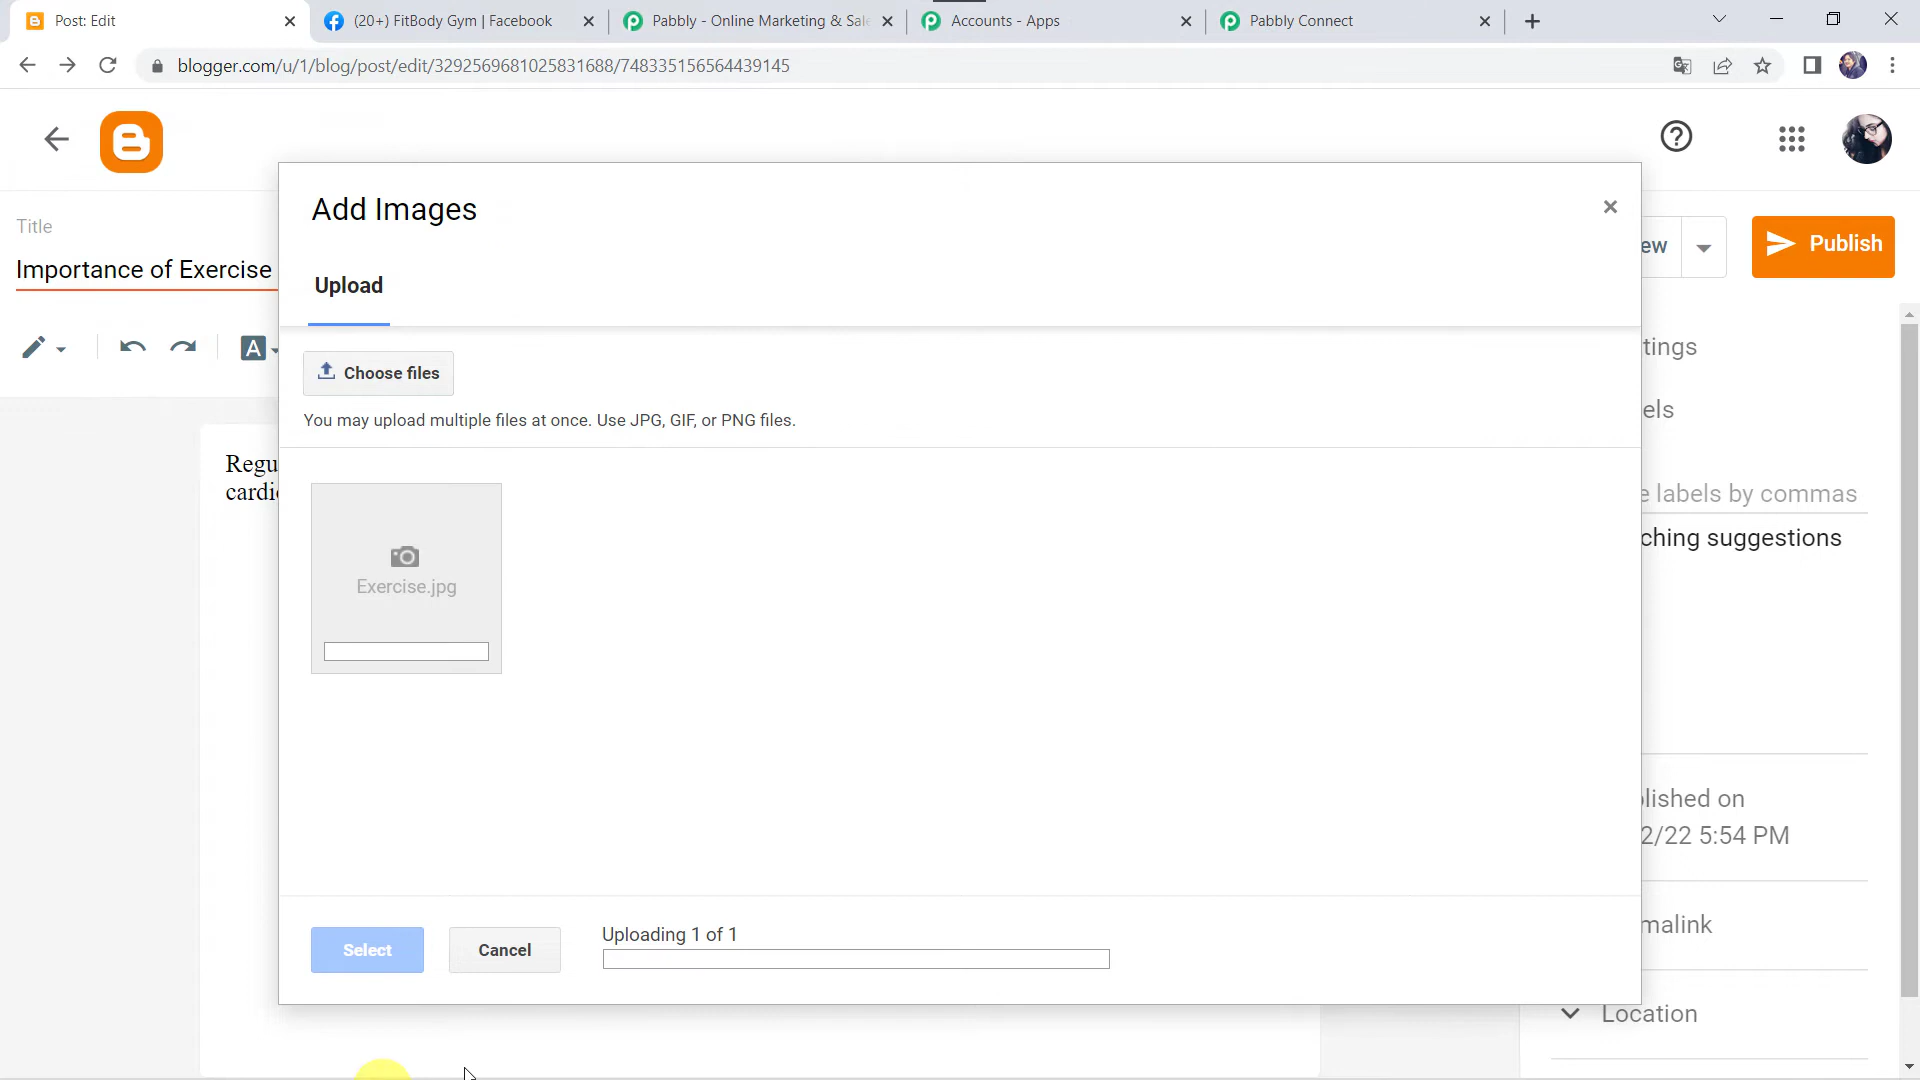 Post: Edit
(20+) FitBody Gym | Facebook
Pabbly - Online Marketing & Sale
Accounts - Apps
Pabbly Connect
blogger.com/u/1/blog/post/edit/3292569681025831688/748335156564439145
Title
Importance of Exercise
Add Images
ew
Publish
Upload
A
tings
Choose files
You may upload multiple files at once. Use JPG, GIF, or PNG files.
els
Regu
cardi
e labels by commas
ching suggestions
Exercise.jpg
lished on
2/22 5:54 PM
malink
Select
Cancel
Uploading 1 of 1
Location